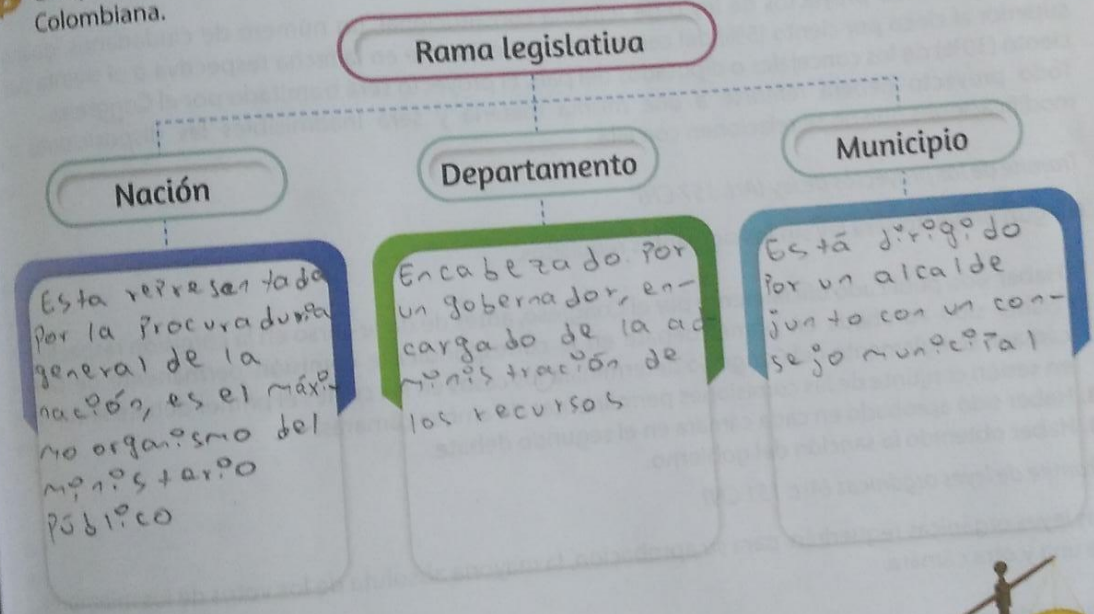 Colombiana.
Rama legislativa
Nación
Departamento
Municipio
Esta representada
por la procuraduria
general de la
nación, es el máxi-
mo organismo del
ministerio
público
Encabezado por
un gobernador, en-
cargado de la ad
ministración de
los recursos
Está dirigido
por un alcalde
junto con un con-
sejo municipal